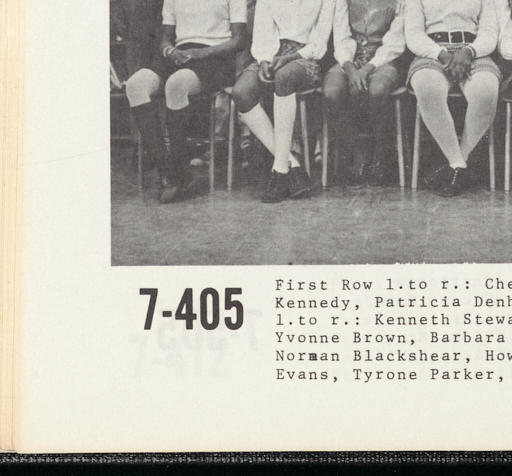 7-405
First Row l.to r.: Che
Kennedy, Patricia Denh
l.to r.: Kenneth Stewa
Yvonne Brown, Barbara
Norman Blackshear, How
Evans, Tyrone Parker,